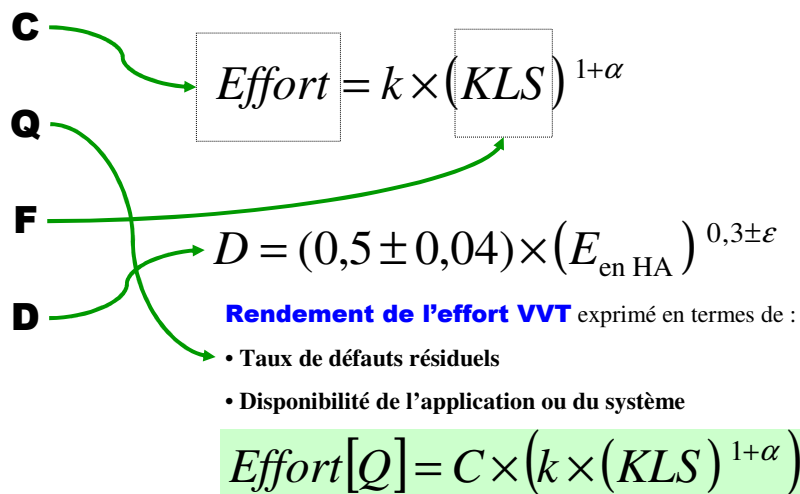 C
Effort = k × (KLS)^{1+α}
Q
F
D = (0,5 ± 0,04) × (E_{en HA})^{0,3±ε}
D
Rendement de l'effort VVT exprimé en termes de :
• Taux de défauts résiduels
• Disponibilité de l'application ou du système
Effort[Q] = C × (k × (KLS)^{1+α})